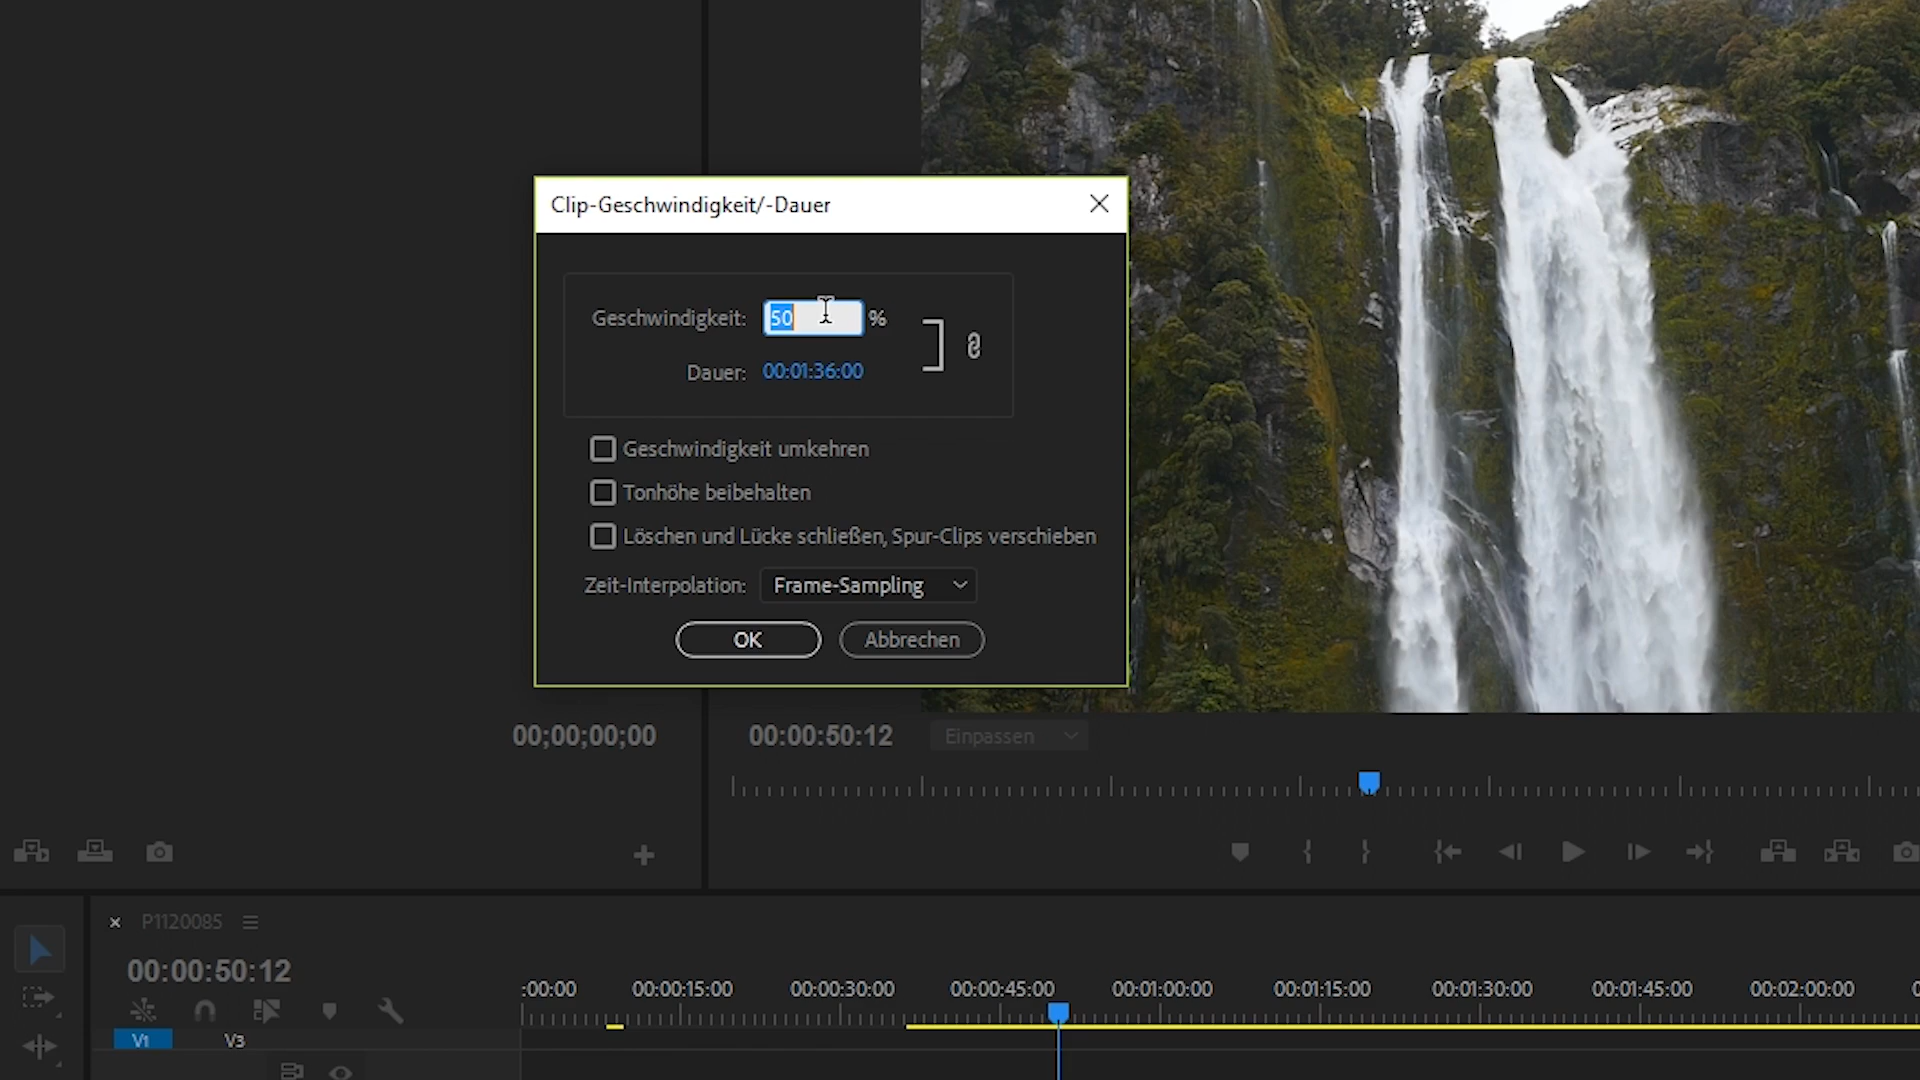 Clip-Geschwindigkeit/-Dauer
Geschwindigkeit: 50 %
Dauer: 00:01:36:00
Geschwindigkeit umkehren
Tonhöhe beibehalten
Löschen und Lücke schließen, Spur-Clips verschieben
Zeit-Interpolation: Frame-Sampling
OK Abbrechen
00;00;00;00
00:00:50:12 Einpassen
P1120085
00:00:50:12
:00:00 00:00:15:00 00:00:30:00 00:00:45:00 00:01:00:00 00:01:15:00 00:01:30:00 00:01:45:00 00:02:00:00 0
V1 V3